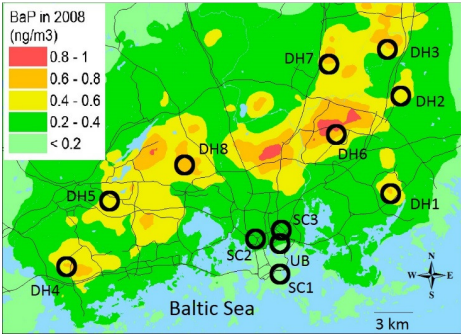 BaP in 2008
(ng/m3)
0.8 - 1
0.6 - 0.8
0.4 - 0.6
0.2 - 0.4
< 0.2
DH7
DH3
DH2
DH8
DH6
DH5
DH1
SC3
SC2
UB
DH4
SC1
N
W
E
S
Baltic Sea
3 km